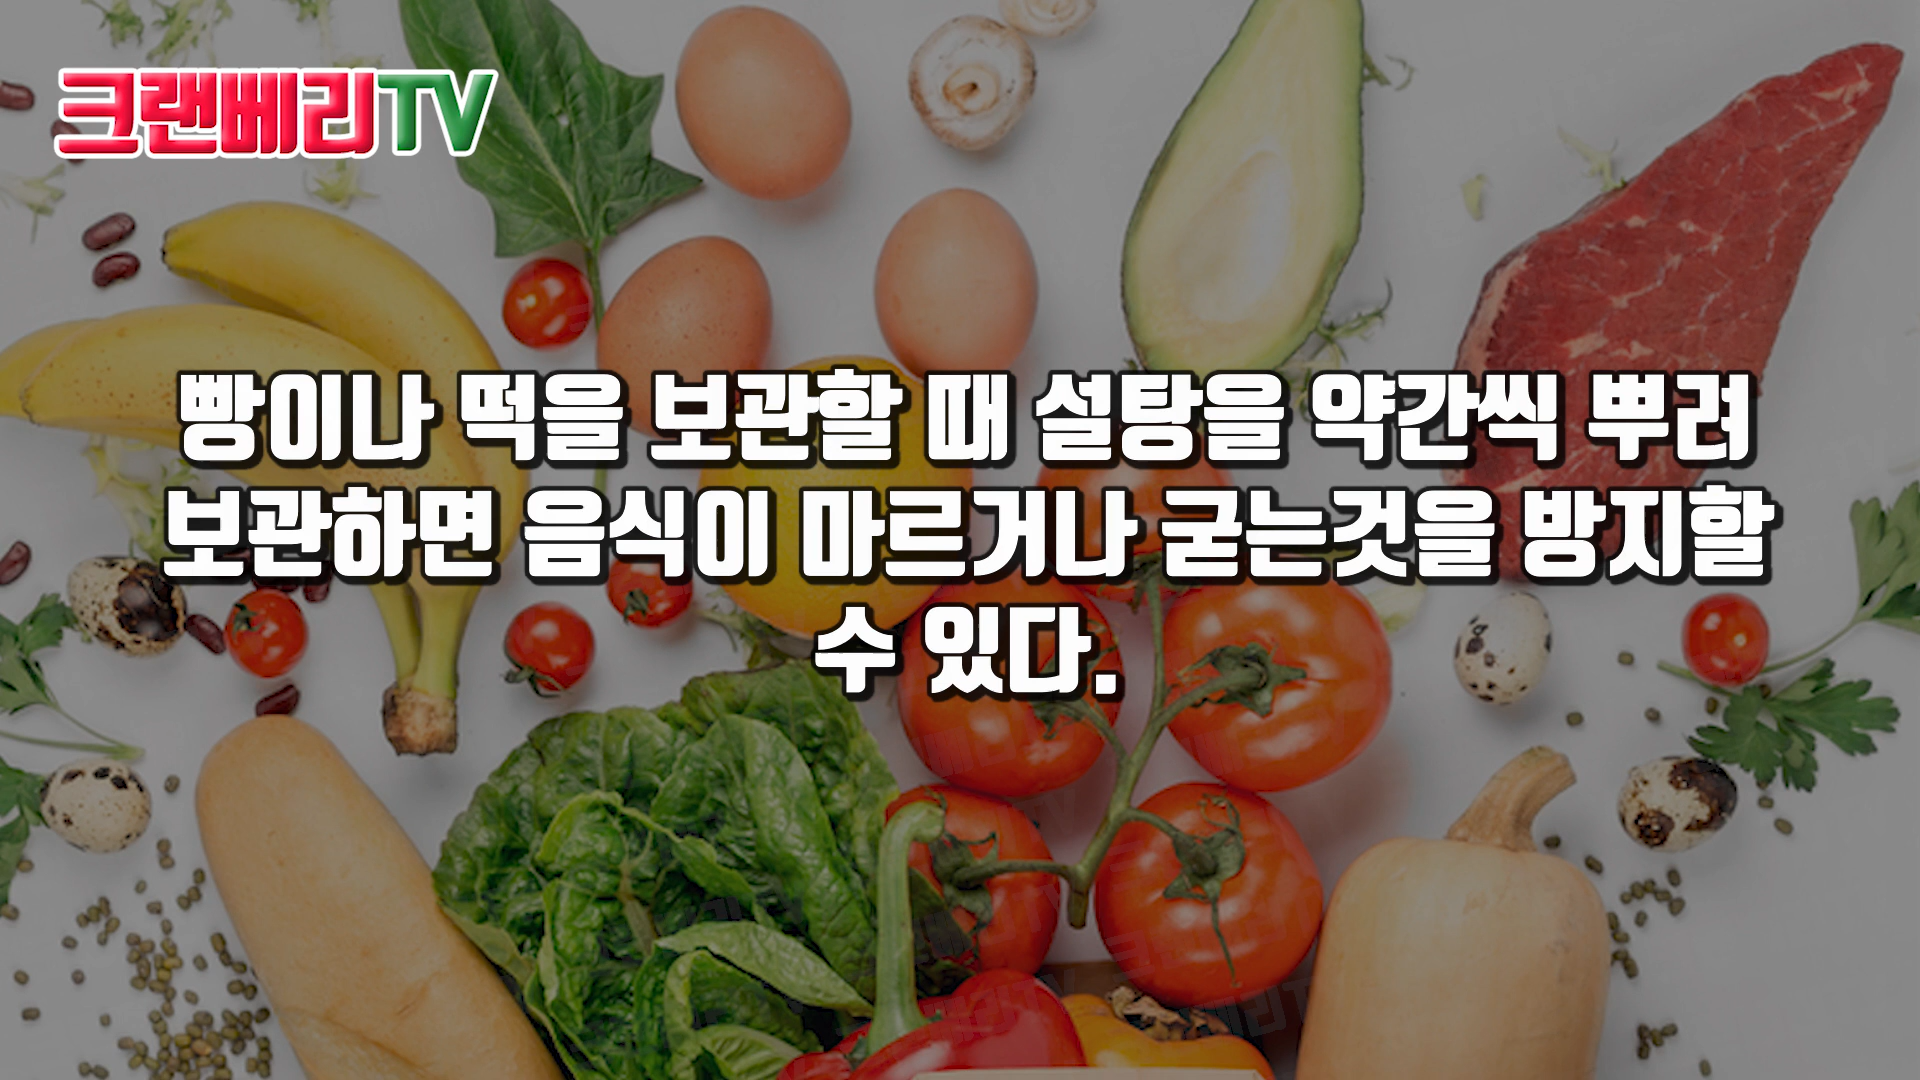 크랜베리TV
빵이나 떡을 보관할 때 설탕을 약간씩 뿌려
보관하면 음식이 마르거나 굳는것을 방지할
수 있다.